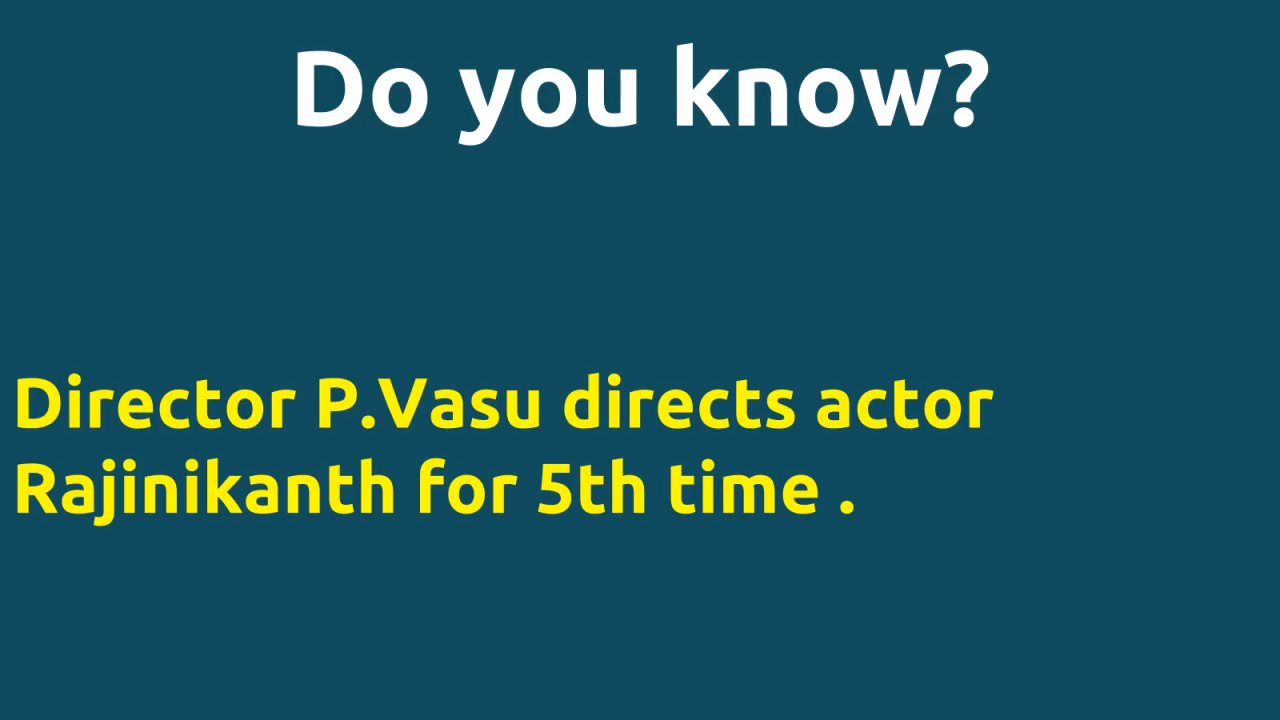 Do you know?
Director P.Vasu directs actor
Rajinikanth for 5th time .